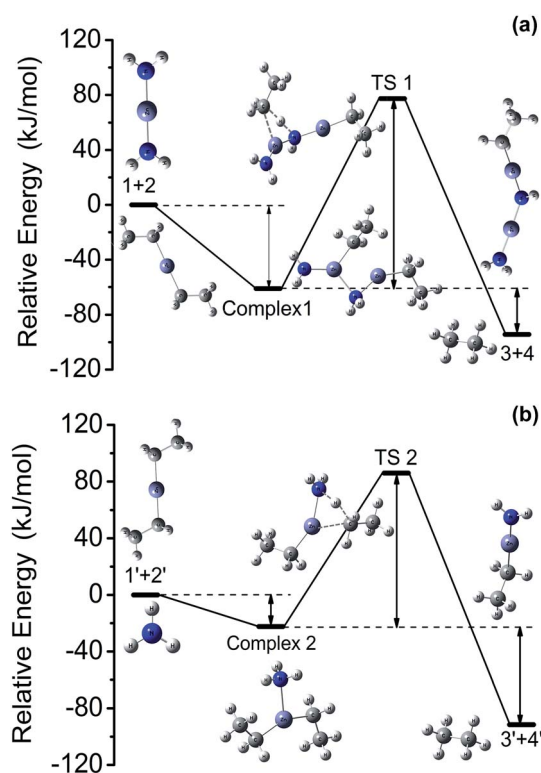 (a)
Relative Energy (kJ/mol)
120
80
40
0
-40
-80
-120
1+2
Complex1
TS 1
3+4
(b)
Relative Energy (kJ/mol)
120
80
40
0
-40
-80
-120
1'+2'
Complex 2
TS 2
3'+4'